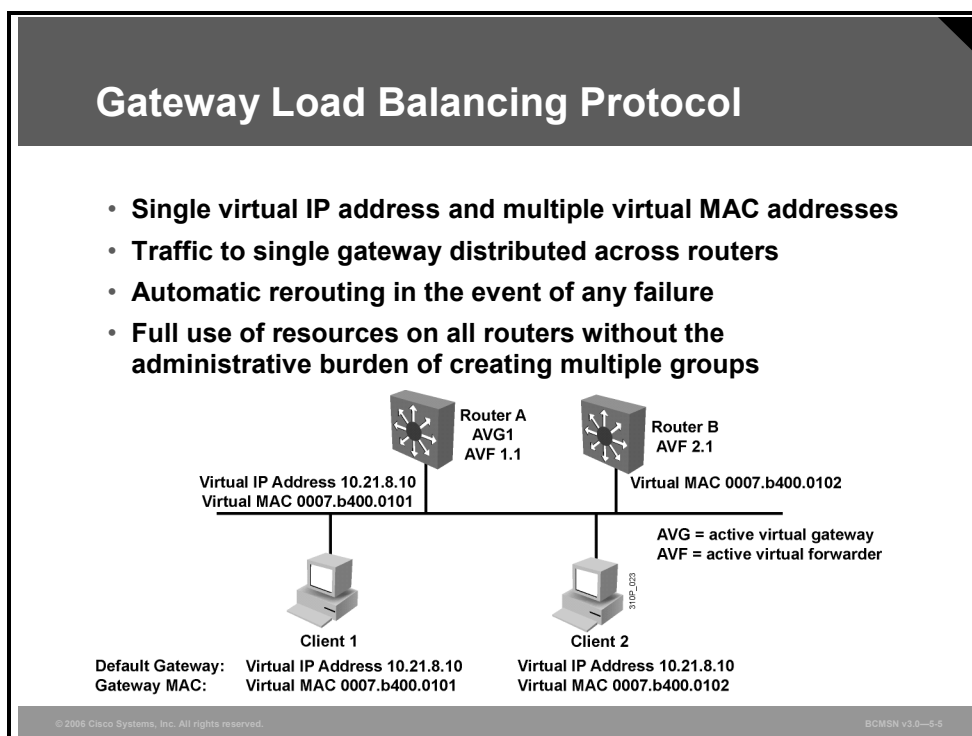 Gateway Load Balancing Protocol
• Single virtual IP address and multiple virtual MAC addresses
• Traffic to single gateway distributed across routers
• Automatic rerouting in the event of any failure
• Full use of resources on all routers without the
administrative burden of creating multiple groups
Router A
AVG1
AVF 1.1
Router B
AVF 2.1
Virtual IP Address 10.21.8.10
Virtual MAC 0007.b400.0101
Virtual MAC 0007.b400.0102
AVG = active virtual gateway
AVF = active virtual forwarder
310P_023
Client 1
Client 2
Default Gateway: Virtual IP Address 10.21.8.10 Virtual IP Address 10.21.8.10
Gateway MAC: Virtual MAC 0007.b400.0101 Virtual MAC 0007.b400.0102
© 2006 Cisco Systems, Inc. All rights reserved. BCMSN v3.0—5-5